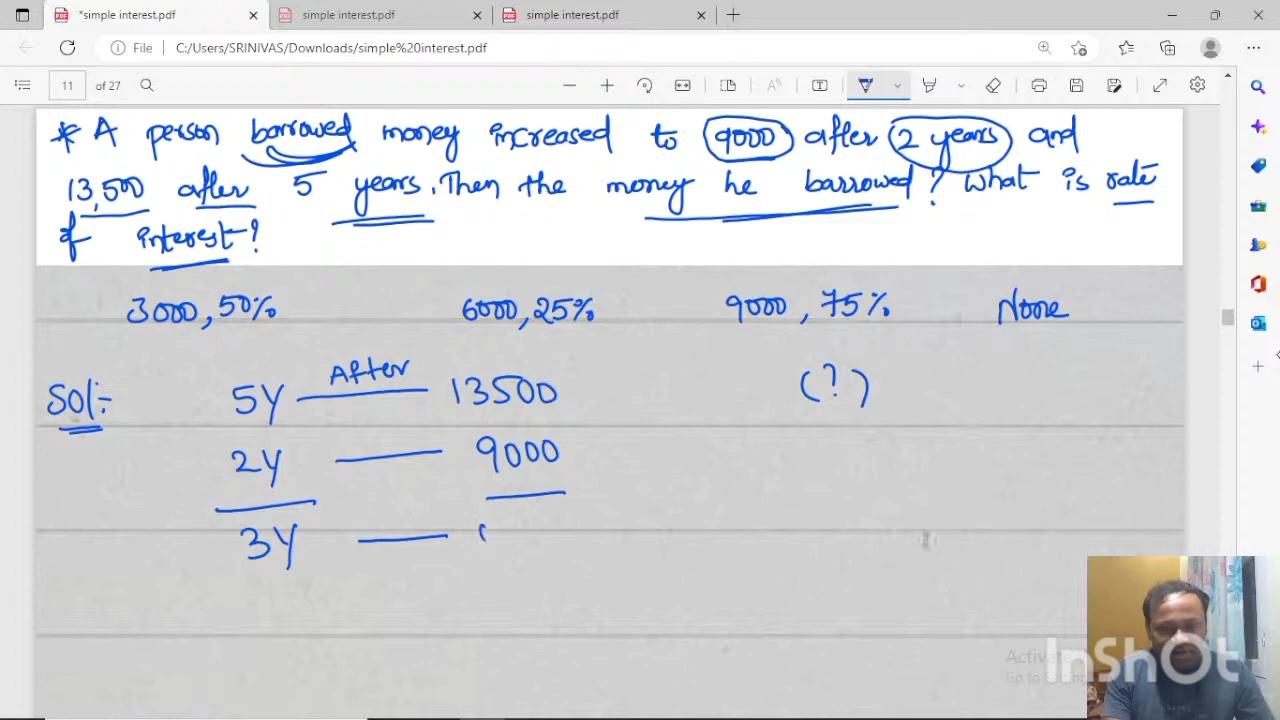 *simple interest.pdf
simple interest.pdf
simple interest.pdf
File
C:/Users/SRINIVAS/Downloads/simple%20interest.pdf
11
of 27
* A person borrowed money increased to 9000 after 2 years and
13,500 after 5 years. Then the money he barrowed? What is rate
of interest?
3000, 50% 6000, 25% 9000, 75% None
Sol:- 5Y After 13500 (?)
2Y — 9000
3Y —
InShOt